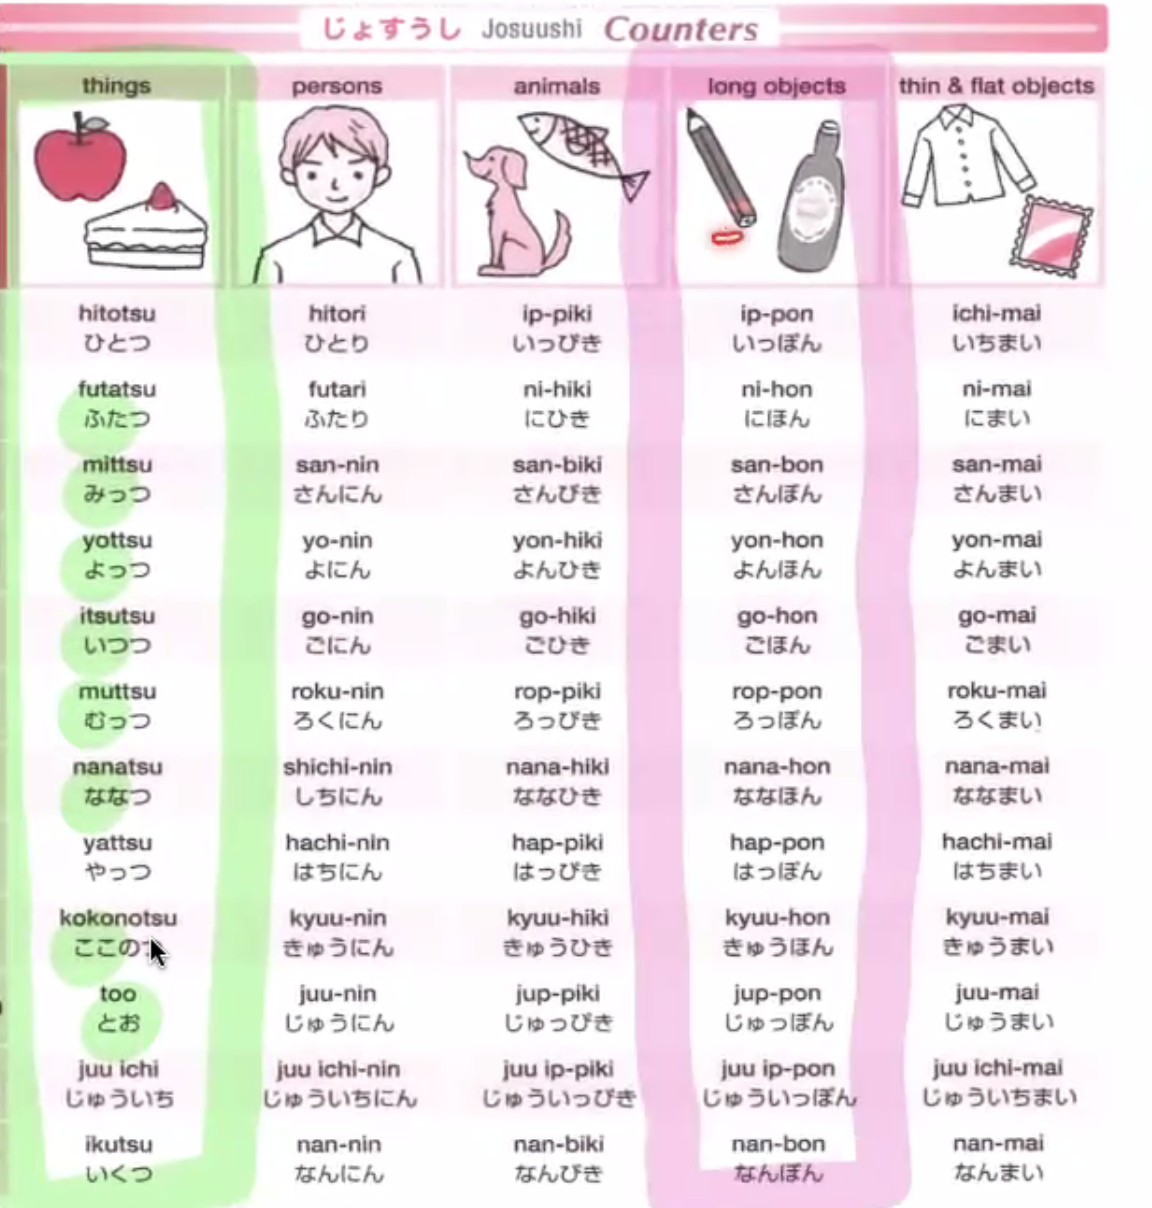 じょすうし Josuushi Counters
things persons animals long objects thin & flat objects
hitotsu hitori ip-piki ip-pon ichi-mai
ひとつ ひとり いっぴき いっぽん いちまい
futatsu futari ni-hiki ni-hon ni-mai
ふたつ ふたり にひき にほん にまい
mittsu san-nin san-biki san-bon san-mai
みっつ さんにん さんびき さんぼん さんまい
yottsu yo-nin yon-hiki yon-hon yon-mai
よっつ よにん よんひき よんほん よんまい
itsutsu go-nin go-hiki go-hon go-mai
いつつ ごにん ごひき ごほん ごまい
muttsu roku-nin rop-piki rop-pon roku-mai
むっつ ろくにん ろっぴき ろっぽん ろくまい
nanatsu shichi-nin nana-hiki nana-hon nana-mai
ななつ しちにん ななひき ななほん ななまい
yattsu hachi-nin hap-piki hap-pon hachi-mai
やっつ はちにん はっぴき はっぽん はちまい
kokonotsu kyuu-nin kyuu-hiki kyuu-hon kyuu-mai
ここのつ きゅうにん きゅうひき きゅうほん きゅうまい
too juu-nin jup-piki jup-pon juu-mai
とお じゅうにん じゅっぴき じゅっぽん じゅうまい
juu ichi juu ichi-nin juu ip-piki juu ip-pon juu ichi-mai
じゅういち じゅういちにん じゅういっぴき じゅういっぽん じゅういちまい
ikutsu nan-nin nan-biki nan-bon nan-mai
いくつ なんにん なんびき なんぼん なんまい